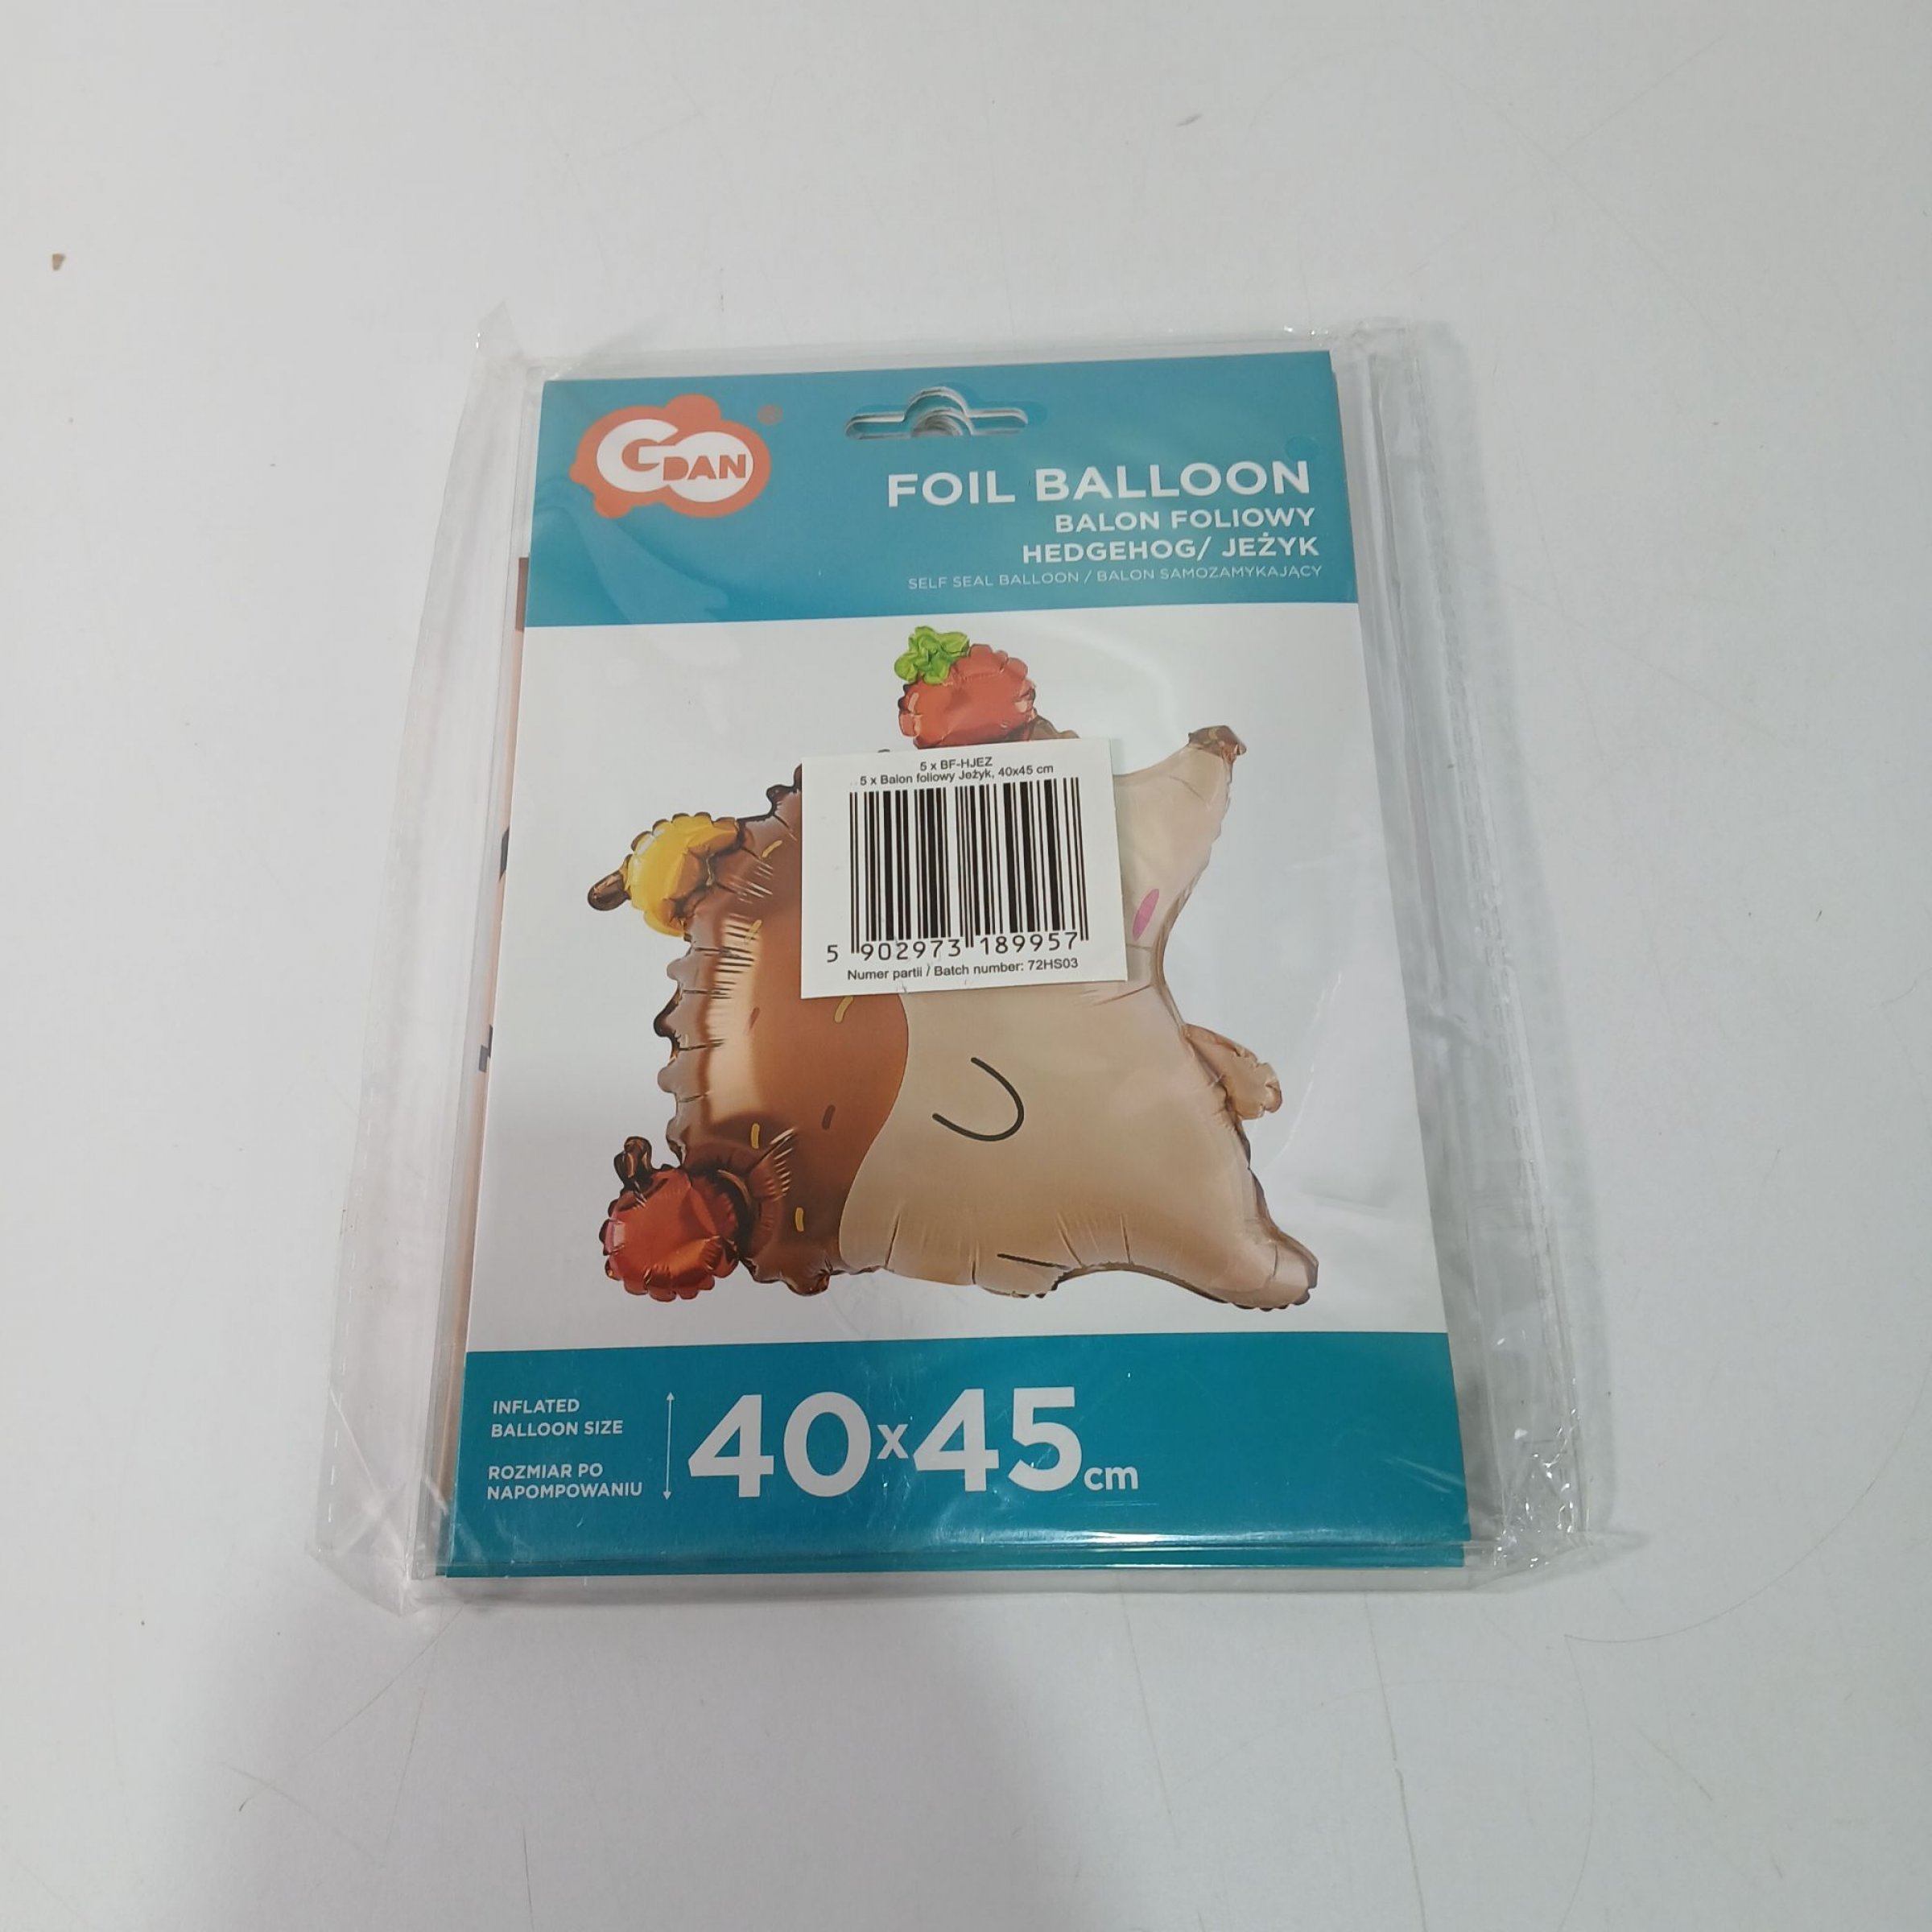 GODAN
®
FOIL BALLOON
BALON FOLIOWY
HEDGEHOG/ JEŻYK
SELF SEAL BALLOON / BALON SAMOZAMYKAJĄCY
5 x BF-HJEZ
5 x Balon foliowy Jeżyk, 40x45 cm
5 902973 189957
Numer partii / Batch number: 72HS03
INFLATED
BALLOON SIZE
ROZMIAR PO
NAPOMPOWANIU
40x45cm